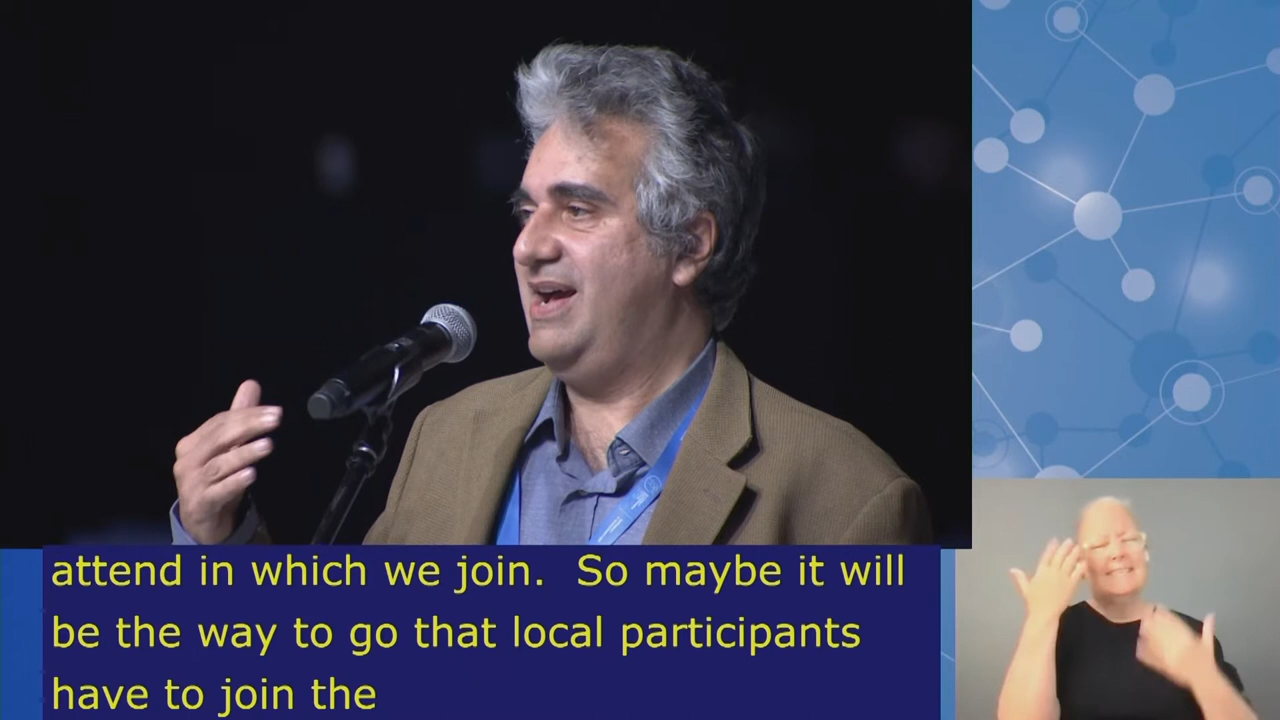 attend in which we join.  So maybe it will
be the way to go that local participants
have to join the